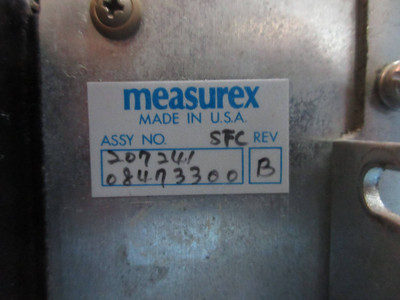 measurex
MADE IN U.S.A.
ASSY NO. SFC REV
207241
08473300 B